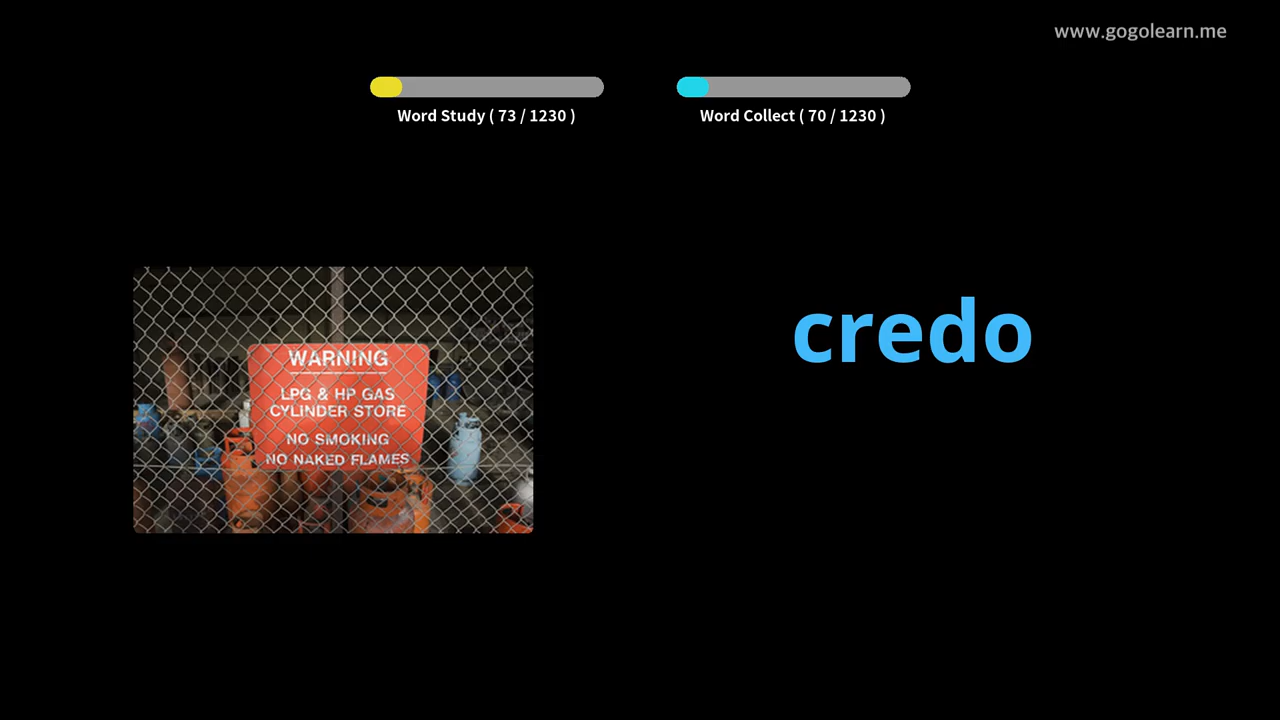 www.gogolearn.me
Word Study ( 73 / 1230 )
Word Collect ( 70 / 1230 )
credo
WARNING
LPG & HP GAS
CYLINDER STORE
NO SMOKING
NO NAKED FLAMES